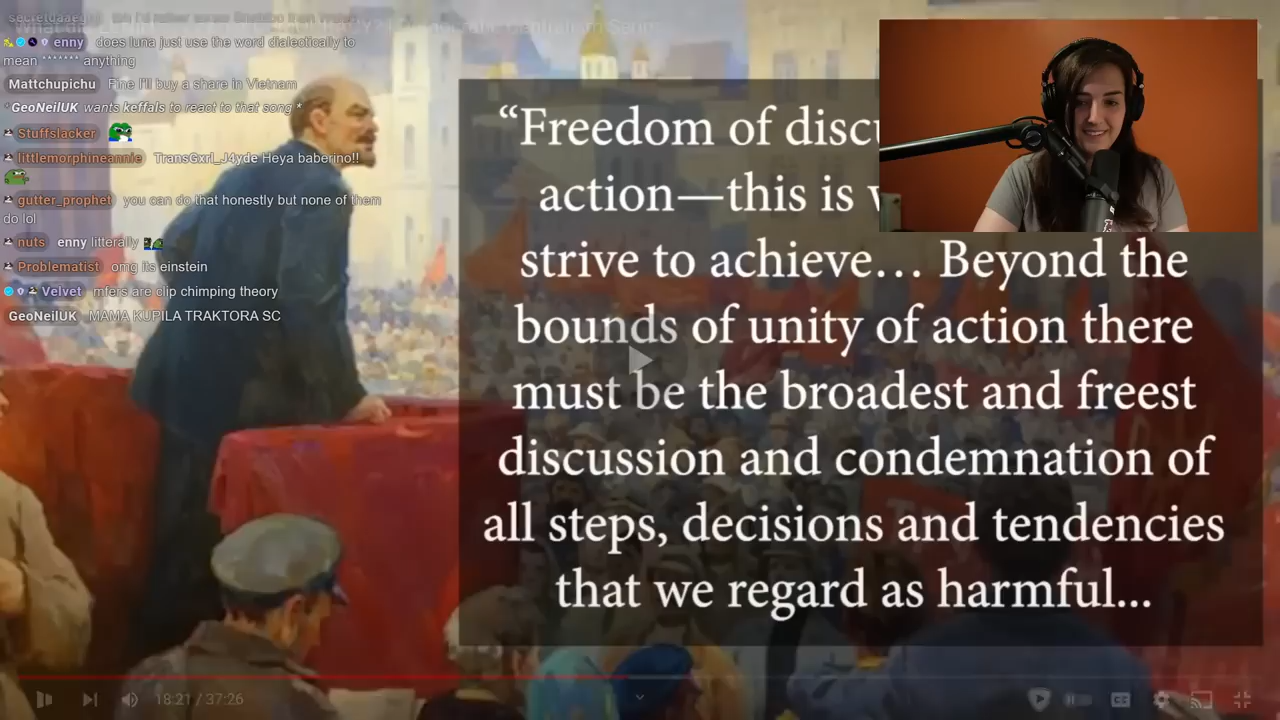 enny does luna just use the word dialectically to
mean ******* anything
Mattchupichu Fine I'll buy a share in Vietnam
*GeoNeilUK wants keffals to react to that song *
Stuffslacker
littlemorphineannie TransGxrl_J4yde Heya baberino!!
gutter_prophet you can do that honestly but none of them
do lol
nuts enny litterally
Problematist omg its einstein
Velvet mfers are clip chimping theory
GeoNeilUK MAMA KUPILA TRAKTORA SC
“Freedom of
action—this is
strive to achieve… Beyond the
bounds of unity of action there
must be the broadest and freest
discussion and condemnation of
all steps, decisions and tendencies
that we regard as harmful...
18:21 / 37:26
CC